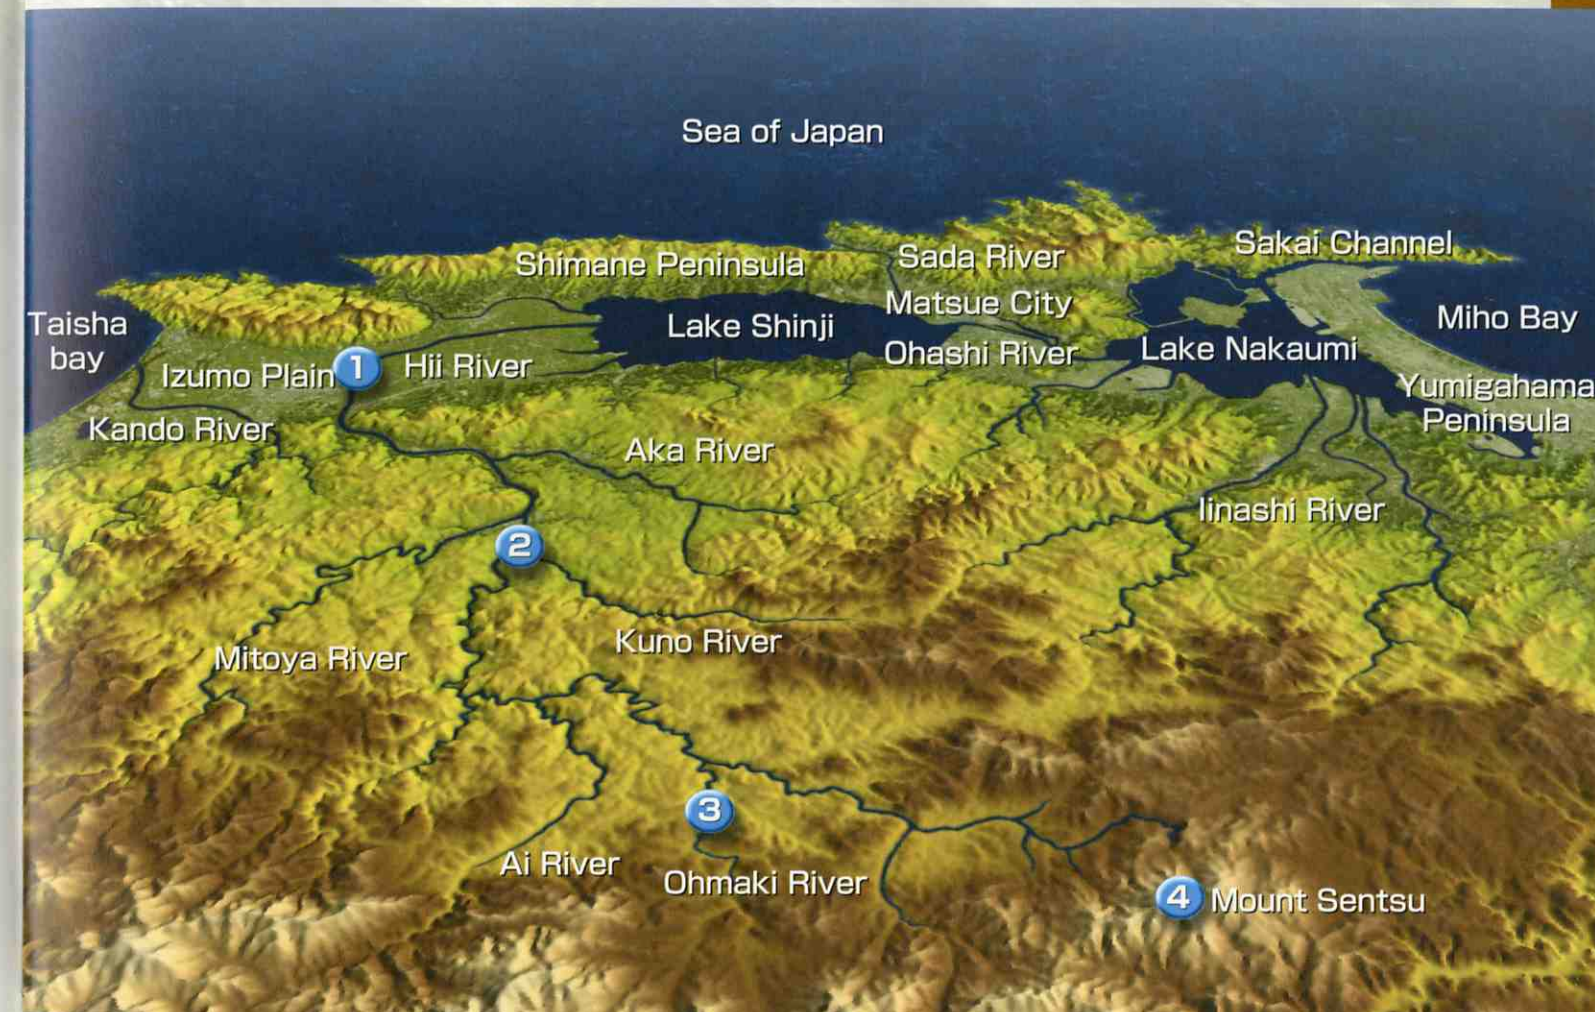 Sea of Japan
Shimane Peninsula
Sada River
Sakai Channel
Taisha
bay
Lake Shinji
Matsue City
Miho Bay
Izumo Plain
1
Hii River
Ohashi River
Lake Nakaumi
Yumigahama
Peninsula
Kando River
Aka River
Iinashi River
2
Mitoya River
Kuno River
3
Ai River
Ohmaki River
4
Mount Sentsu